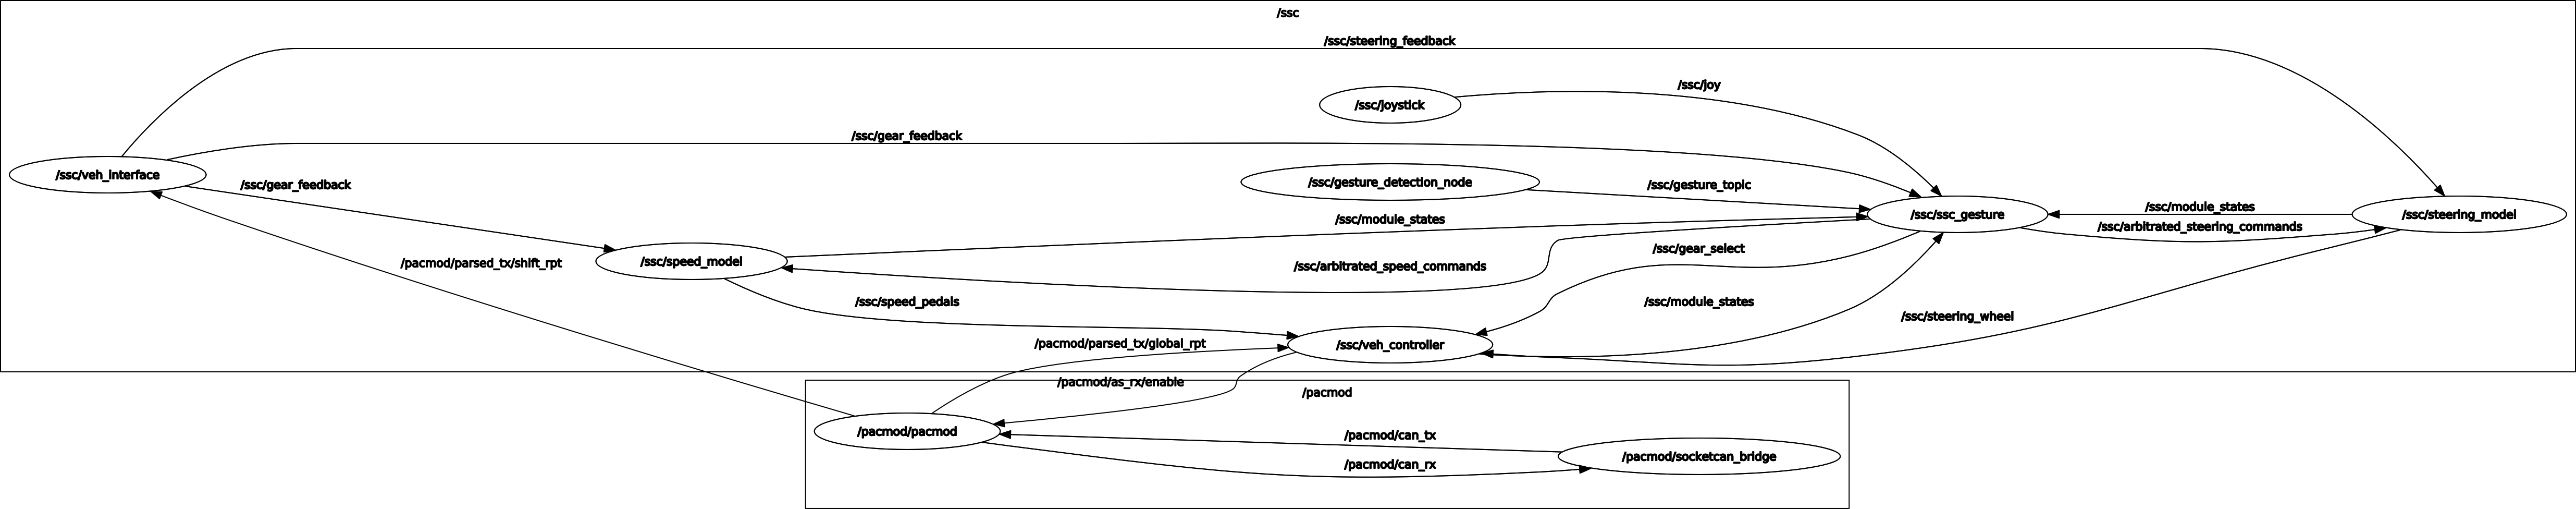 /ssc
/ssc/steering_feedback
/ssc/joy
/ssc/joystick
/ssc/gear_feedback
/ssc/veh_interface
/ssc/gesture_detection_node
/ssc/gear_feedback
/ssc/gesture_topic
/ssc/module_states
/ssc/ssc_gesture
/ssc/steering_model
/ssc/module_states
/ssc/arbitrated_steering_commands
/ssc/gear_select
/pacmod/parsed_tx/shift_rpt
/ssc/speed_model
/ssc/arbitrated_speed_commands
/ssc/speed_pedals
/ssc/module_states
/ssc/steering_wheel
/pacmod/parsed_tx/global_rpt
/ssc/veh_controller
/pacmod/as_rx/enable
/pacmod
/pacmod/pacmod
/pacmod/can_tx
/pacmod/socketcan_bridge
/pacmod/can_rx